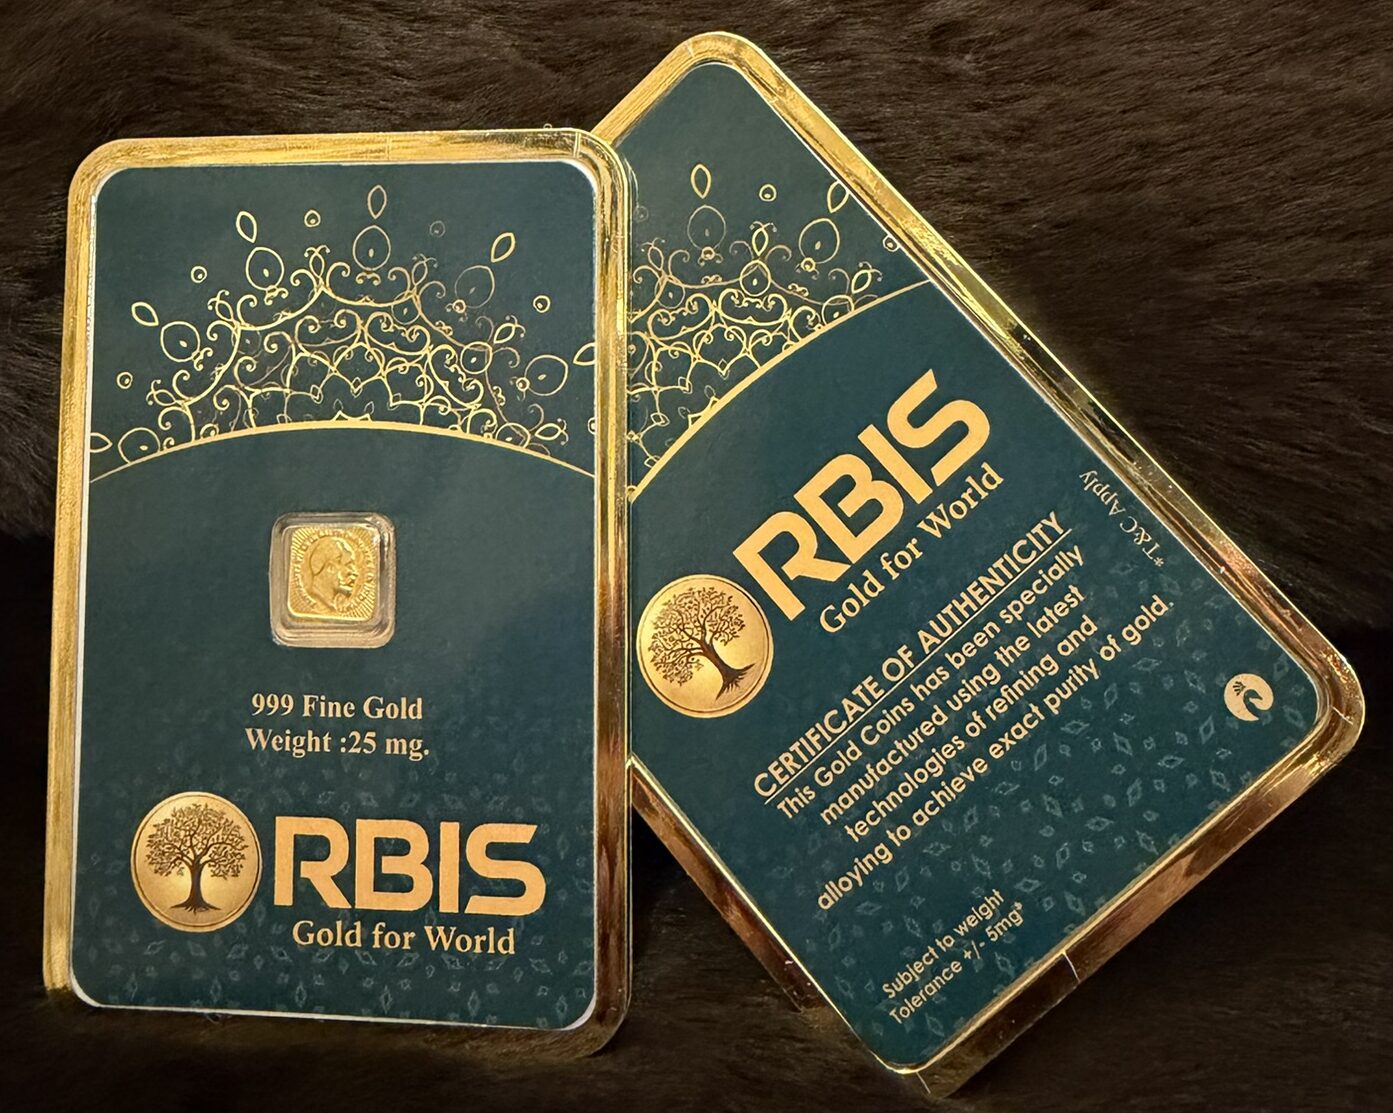 999 Fine Gold
Weight :25 mg.
RBIS
Gold for World
RBIS
Gold for World
*T&C Apply
CERTIFICATE OF AUTHENTICITY
This Gold Coins has been specially
manufactured using the latest
technologies of refining and
alloying to achieve exact purity of gold.
Subject to weight
Tolerance +/- 5mg*